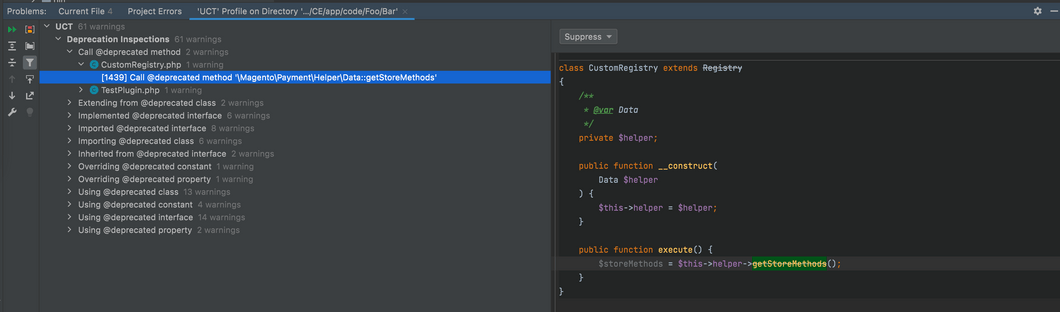 Problems: Current File 4 Project Errors 'UCT' Profile on Directory '.../CE/app/code/Foo/Bar' ×
UCT 61 warnings
Deprecation Inspections 61 warnings
Call @deprecated method 2 warnings
CustomRegistry.php 1 warning
[1439] Call @deprecated method '\Magento\Payment\Helper\Data::getStoreMethods'
TestPlugin.php 1 warning
Extending from @deprecated class 2 warnings
Implemented @deprecated interface 6 warnings
Imported @deprecated interface 8 warnings
Importing @deprecated class 6 warnings
Inherited from @deprecated interface 2 warnings
Overriding @deprecated constant 1 warning
Overriding @deprecated property 1 warning
Using @deprecated class 13 warnings
Using @deprecated constant 4 warnings
Using @deprecated interface 14 warnings
Using @deprecated property 2 warnings
Suppress
class CustomRegistry extends Registry
{
/**
* @var Data
*/
private $helper;
public function __construct(
Data $helper
) {
$this->helper = $helper;
}
public function execute() {
$storeMethods = $this->helper->getStoreMethods();
}
}